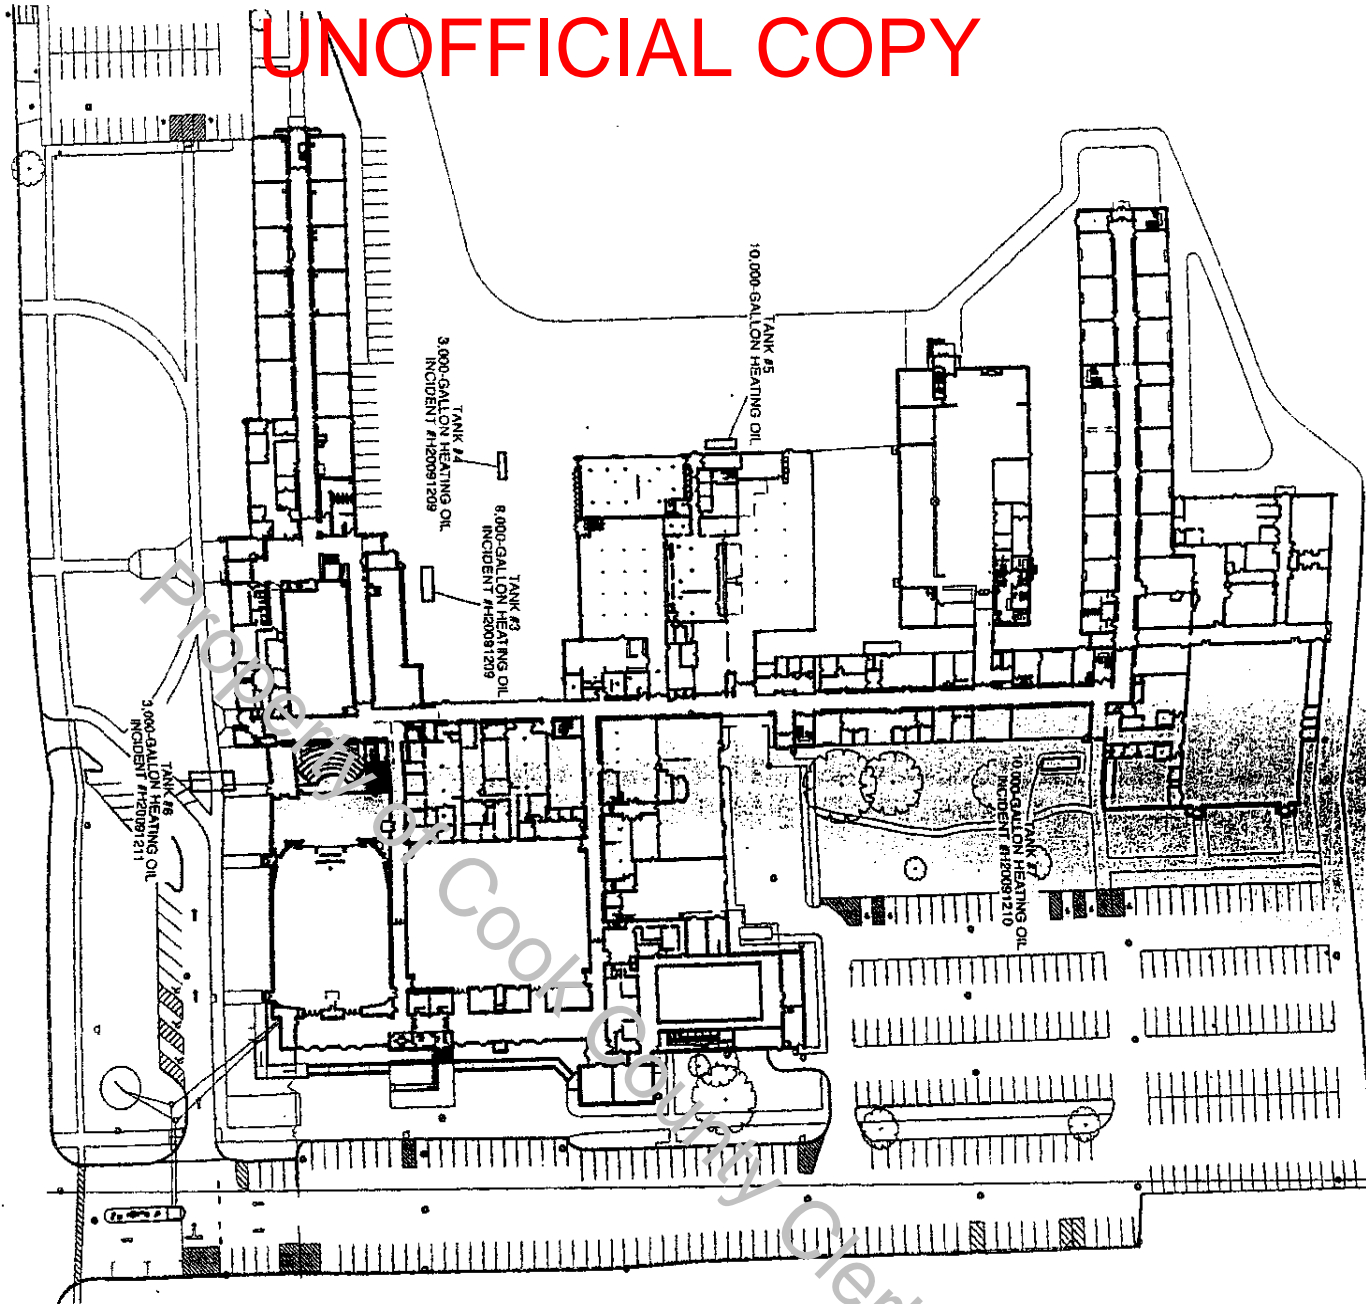 UNOFFICIAL COPY
TANK #5
10,000-GALLON HEATING OIL
TANK #4
3,000-GALLON HEATING OIL
INCIDENT #H20091209
TANK #3
8,000-GALLON HEATING OIL
INCIDENT #H20091209
TANK #6
3,000-GALLON HEATING OIL
INCIDENT #H20091211
TANK #7
10,000-GALLON HEATING OIL
INCIDENT #H20091210
Property of Cook County Clerk